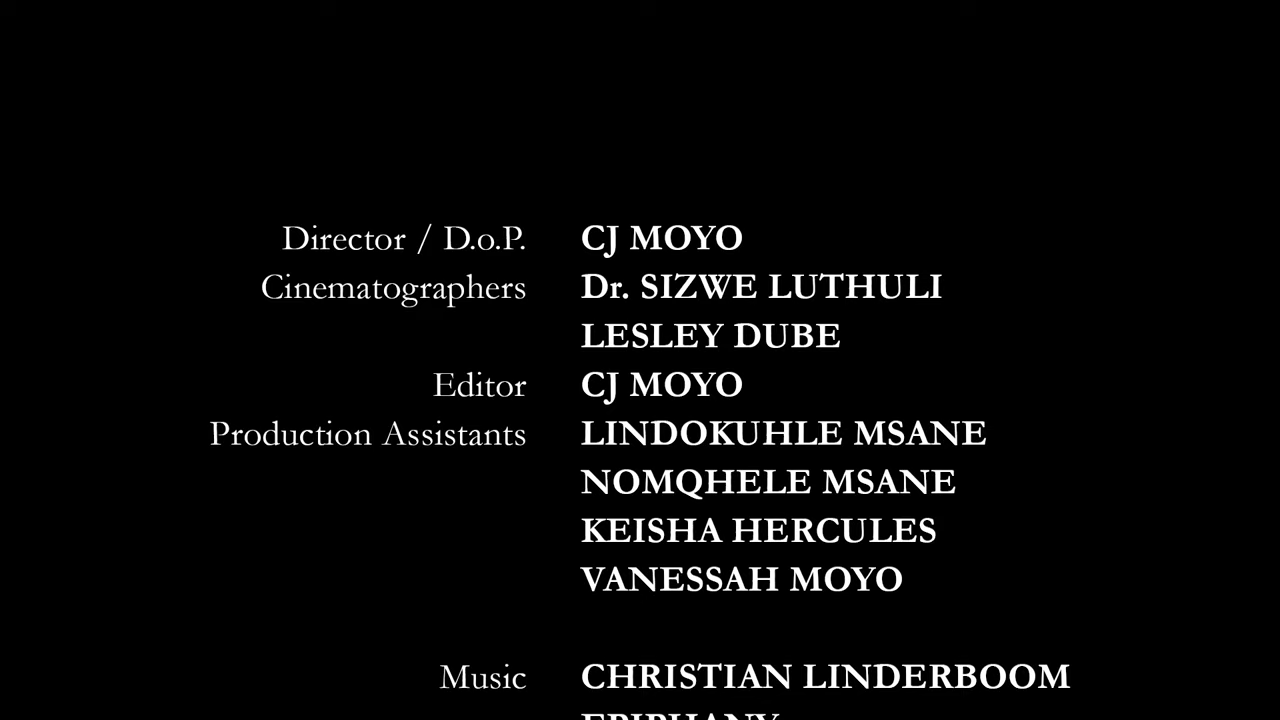 Director / D.o.P. CJ MOYO
Cinematographers Dr. SIZWE LUTHULI
LESLEY DUBE
Editor CJ MOYO
Production Assistants LINDOKUHLE MSANE
NOMQHELE MSANE
KEISHA HERCULES
VANESSAH MOYO
Music CHRISTIAN LINDERBOOM
EPIPHANY